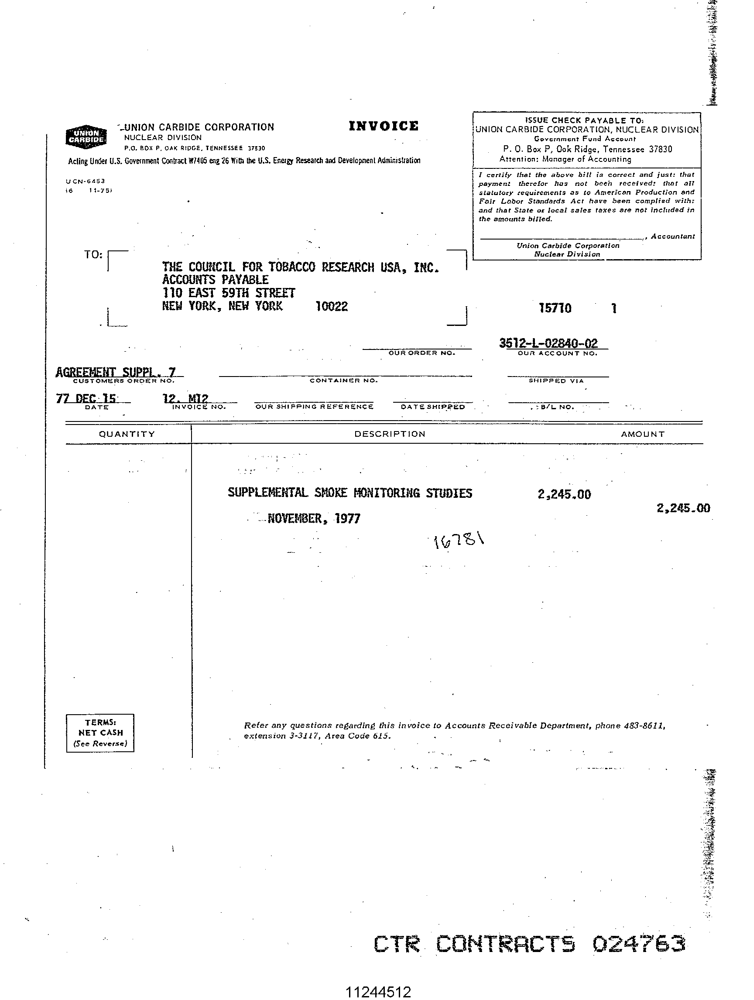 UNION CARBIDE
UNION CARBIDE CORPORATION
NUCLEAR DIVISION
P.O. BOX P, OAK RIDGE, TENNESSEE 37830
INVOICE
Acting Under U.S. Government Contract W7405 eng 26 With the U.S. Energy Research and Development Administration
UCN-6453
(6 11-75)
ISSUE CHECK PAYABLE TO:
UNION CARBIDE CORPORATION, NUCLEAR DIVISION
Government Fund Account
P. O. Box P, Oak Ridge, Tennessee 37830
Attention: Manager of Accounting
I certify that the above bill is correct and just: that
payment therefor has not been received: that all
statutory requirements as to American Production and
Fair Labor Standards Act have been complied with:
and that State or local sales taxes are not included in
the amounts billed.
, Accountant
Union Carbide Corporation
Nuclear Division
TO:
THE COUNCIL FOR TOBACCO RESEARCH USA, INC.
ACCOUNTS PAYABLE
110 EAST 59TH STREET
NEW YORK, NEW YORK 10022
15710 1
3512-L-02840-02
OUR ORDER NO. OUR ACCOUNT NO.
AGREEMENT SUPPL. 7
CUSTOMERS ORDER NO. CONTAINER NO. SHIPPED VIA
77 DEC 15 12. M12
DATE INVOICE NO. OUR SHIPPING REFERENCE DATE SHIPPED B/L NO.
QUANTITY DESCRIPTION AMOUNT
SUPPLEMENTAL SMOKE MONITORING STUDIES 2,245.00
2,245.00
NOVEMBER, 1977
16781
TERMS:
NET CASH
(See Reverse)
Refer any questions regarding this invoice to Accounts Receivable Department, phone 483-8611,
extension 3-3117, Area Code 615.
CTR CONTRACTS 024763
11244512